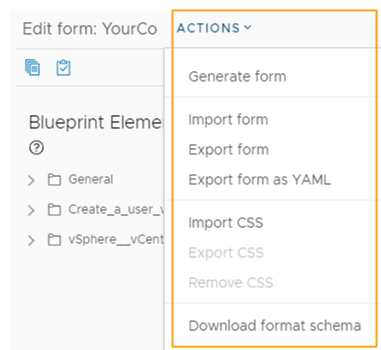 Edit form: YourCo
ACTIONS
Generate form
Import form
Export form
Export form as YAML
Import CSS
Export CSS
Remove CSS
Download format schema
Blueprint Eleme
General
Create_a_user_v
vSphere__vCent